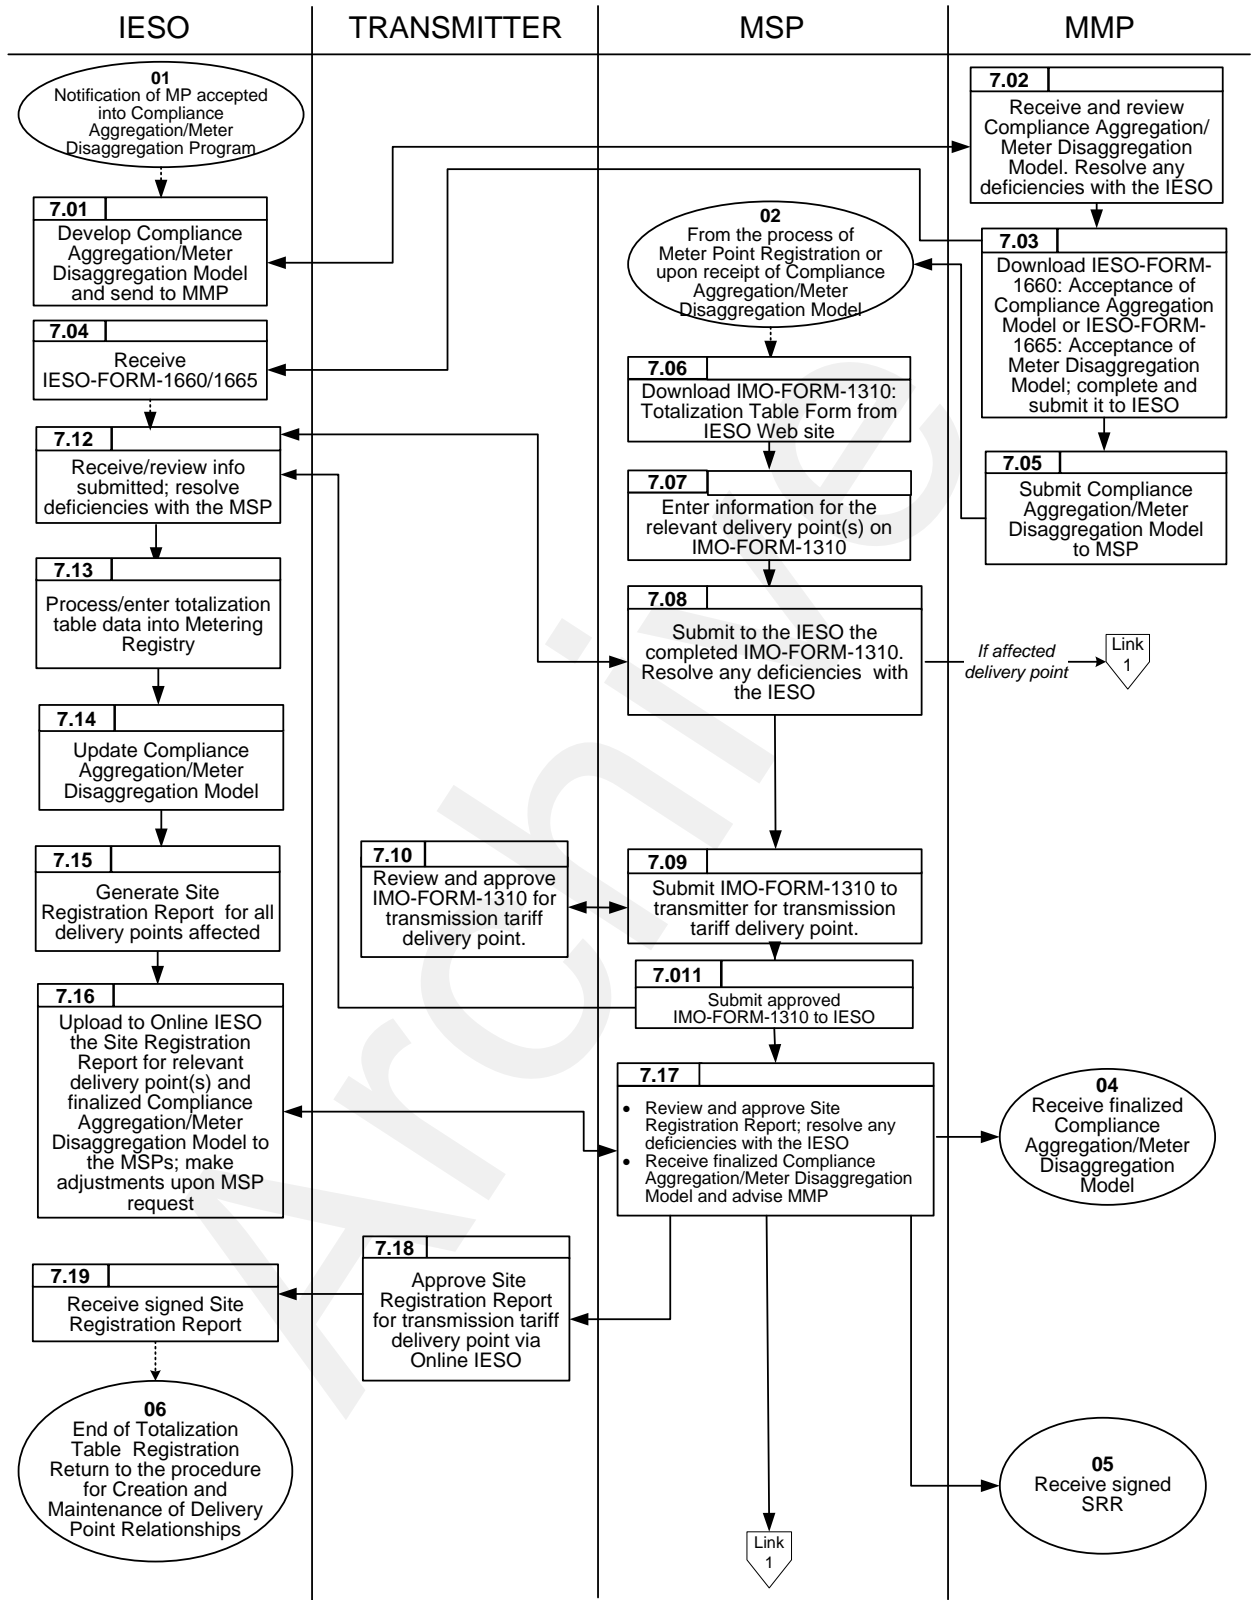 IESO
TRANSMITTER
MSP
MMP
01
Notification of MP accepted
into Compliance
Aggregation/Meter
Disaggregation Program
7.01
Develop Compliance
Aggregation/Meter
Disaggregation Model
and send to MMP
7.04
Receive
IESO-FORM-1660/1665
7.12
Receive/review info
submitted; resolve
deficiencies with the MSP
7.13
Process/enter totalization
table data into Metering
Registry
7.14
Update Compliance
Aggregation/Meter
Disaggregation Model
7.15
Generate Site
Registration Report for all
delivery points affected
7.16
Upload to Online IESO
the Site Registration
Report for relevant
delivery point(s) and
finalized Compliance
Aggregation/Meter
Disaggregation Model to
the MSPs; make
adjustments upon MSP
request
7.19
Receive signed Site
Registration Report
06
End of Totalization
Table Registration
Return to the procedure
for Creation and
Maintenance of Delivery
Point Relationships
7.10
Review and approve
IMO-FORM-1310 for
transmission tariff
delivery point.
7.18
Approve Site
Registration Report
for transmission tariff
delivery point via
Online IESO
02
From the process of
Meter Point Registration or
upon receipt of Compliance
Aggregation/Meter
Disaggregation Model
7.06
Download IMO-FORM-1310:
Totalization Table Form from
IESO Web site
7.07
Enter information for the
relevant delivery point(s) on
IMO-FORM-1310
7.08
Submit to the IESO the
completed IMO-FORM-1310.
Resolve any deficiencies with
the IESO
7.09
Submit IMO-FORM-1310 to
transmitter for transmission
tariff delivery point.
7.011
Submit approved
IMO-FORM-1310 to IESO
7.17
• Review and approve Site
Registration Report; resolve any
deficiencies with the IESO
• Receive finalized Compliance
Aggregation/Meter Disaggregation
Model and advise MMP
Link
1
7.02
Receive and review
Compliance Aggregation/
Meter Disaggregation
Model. Resolve any
deficiencies with the IESO
7.03
Download IESO-FORM-
1660: Acceptance of
Compliance Aggregation
Model or IESO-FORM-
1665: Acceptance of
Meter Disaggregation
Model; complete and
submit it to IESO
7.05
Submit Compliance
Aggregation/Meter
Disaggregation Model
to MSP
If affected
delivery point
Link
1
04
Receive finalized
Compliance
Aggregation/Meter
Disaggregation
Model
05
Receive signed
SRR
Archive